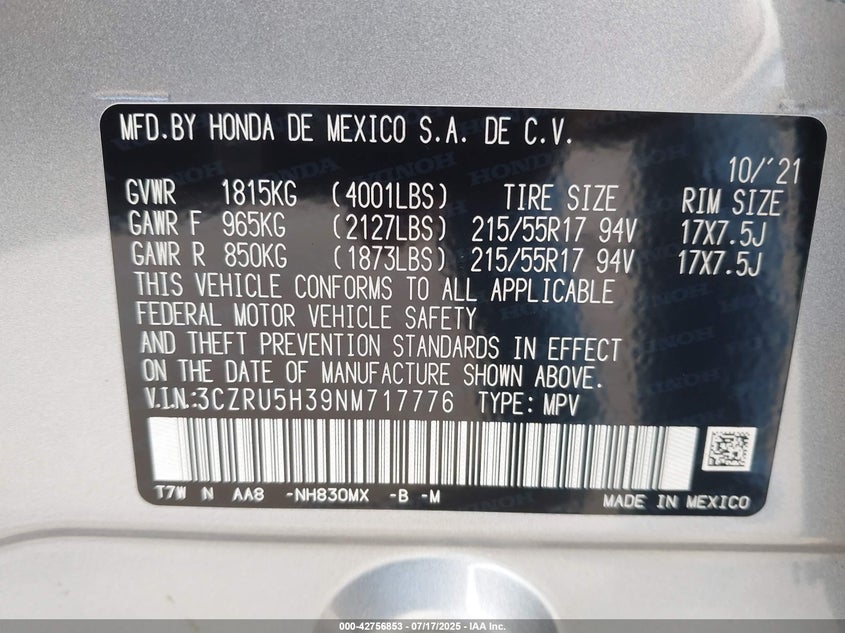 MFD.BY HONDA DE MEXICO S.A. DE C.V.
10/'21
GVWR 1815KG (4001LBS) TIRE SIZE RIM SIZE
GAWR F 965KG (2127LBS) 215/55R17 94V 17X7.5J
GAWR R 850KG (1873LBS) 215/55R17 94V 17X7.5J
THIS VEHICLE CONFORMS TO ALL APPLICABLE
FEDERAL MOTOR VEHICLE SAFETY
AND THEFT PREVENTION STANDARDS IN EFFECT
ON THE DATE OF MANUFACTURE SHOWN ABOVE.
V.I.N.:3CZRU5H39NM717776 TYPE: MPV
T7W N AA8 -NH830MX -B -M
MADE IN MEXICO
000-42756853 / 07/17/2025 - IAA Inc.